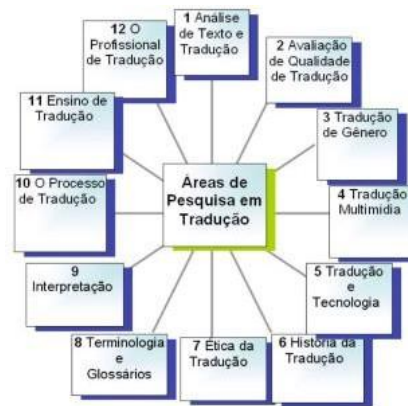 Áreas de
Pesquisa em
Tradução
1 Análise
de Texto e
Tradução
2 Avaliação
de Qualidade
de Tradução
3 Tradução
de Gênero
4 Tradução
Multimidia
5 Tradução
e
Tecnologia
6 História da
Tradução
7 Ética da
Tradução
8 Terminologia
e
Glossários
9
Interpretação
10 O Processo
de Tradução
11 Ensino de
Tradução
12 O
Profissional
de Tradução